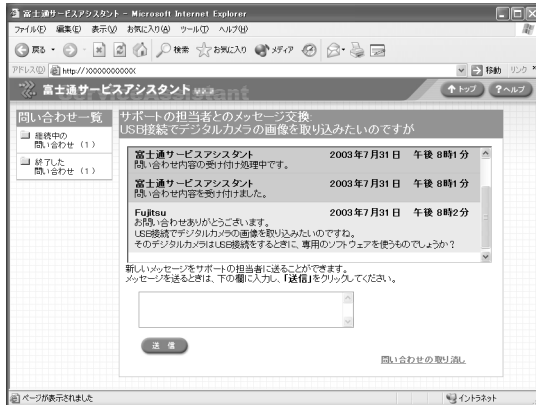 富士通サービスアシスタント - Microsoft Internet Explorer
ファイル(F) 編集(E) 表示(V) お気に入り(A) ツール(T) ヘルプ(H)
戻る 検索 お気に入り メディア
アドレス(D) http://XXXXXXXXXX 移動 リンク
富士通サービスアシスタント トップ ?ヘルプ
問い合わせ一覧
継続中の
問い合わせ (1)
終了した
問い合わせ (1)
サポートの担当者とのメッセージ交換:
USB接続でデジタルカメラの画像を取り込みたいのですが
富士通サービスアシスタント 2003年7月31日 午後 8時1分
問い合わせ内容の受け付け処理中です。
富士通サービスアシスタント 2003年7月31日 午後 8時1分
問い合わせ内容を受け付けました。
Fujitsu 2003年7月31日 午後 8時2分
お問い合わせありがとうございます。
USB接続でデジタルカメラの画像を取り込みたいのですね。
そのデジタルカメラはUSB接続をするときに、専用のソフトウェアを使うものでしょうか?
新しいメッセージをサポートの担当者に送ることができます。
メッセージを送るときは、下の欄に入力し、「送信」をクリックしてください。
送 信
問い合わせの取り消し
ページが表示されました イントラネット